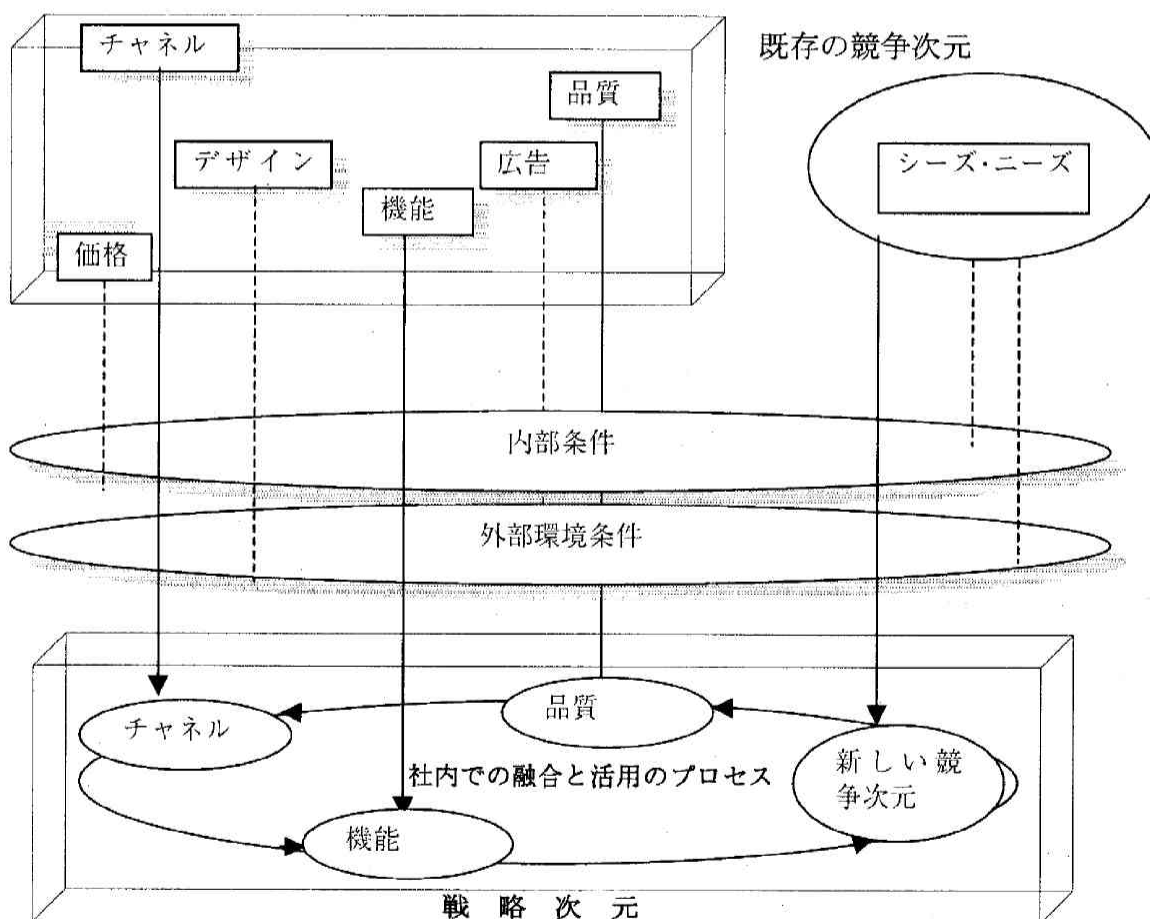 チャネル
既存の競争次元
品質
デザイン
広告
シーズ・ニーズ
機能
価格
内部条件
外部環境条件
チャネル
品質
社内での融合と活用のプロセス
新しい競
争次元
機能
戦略次元